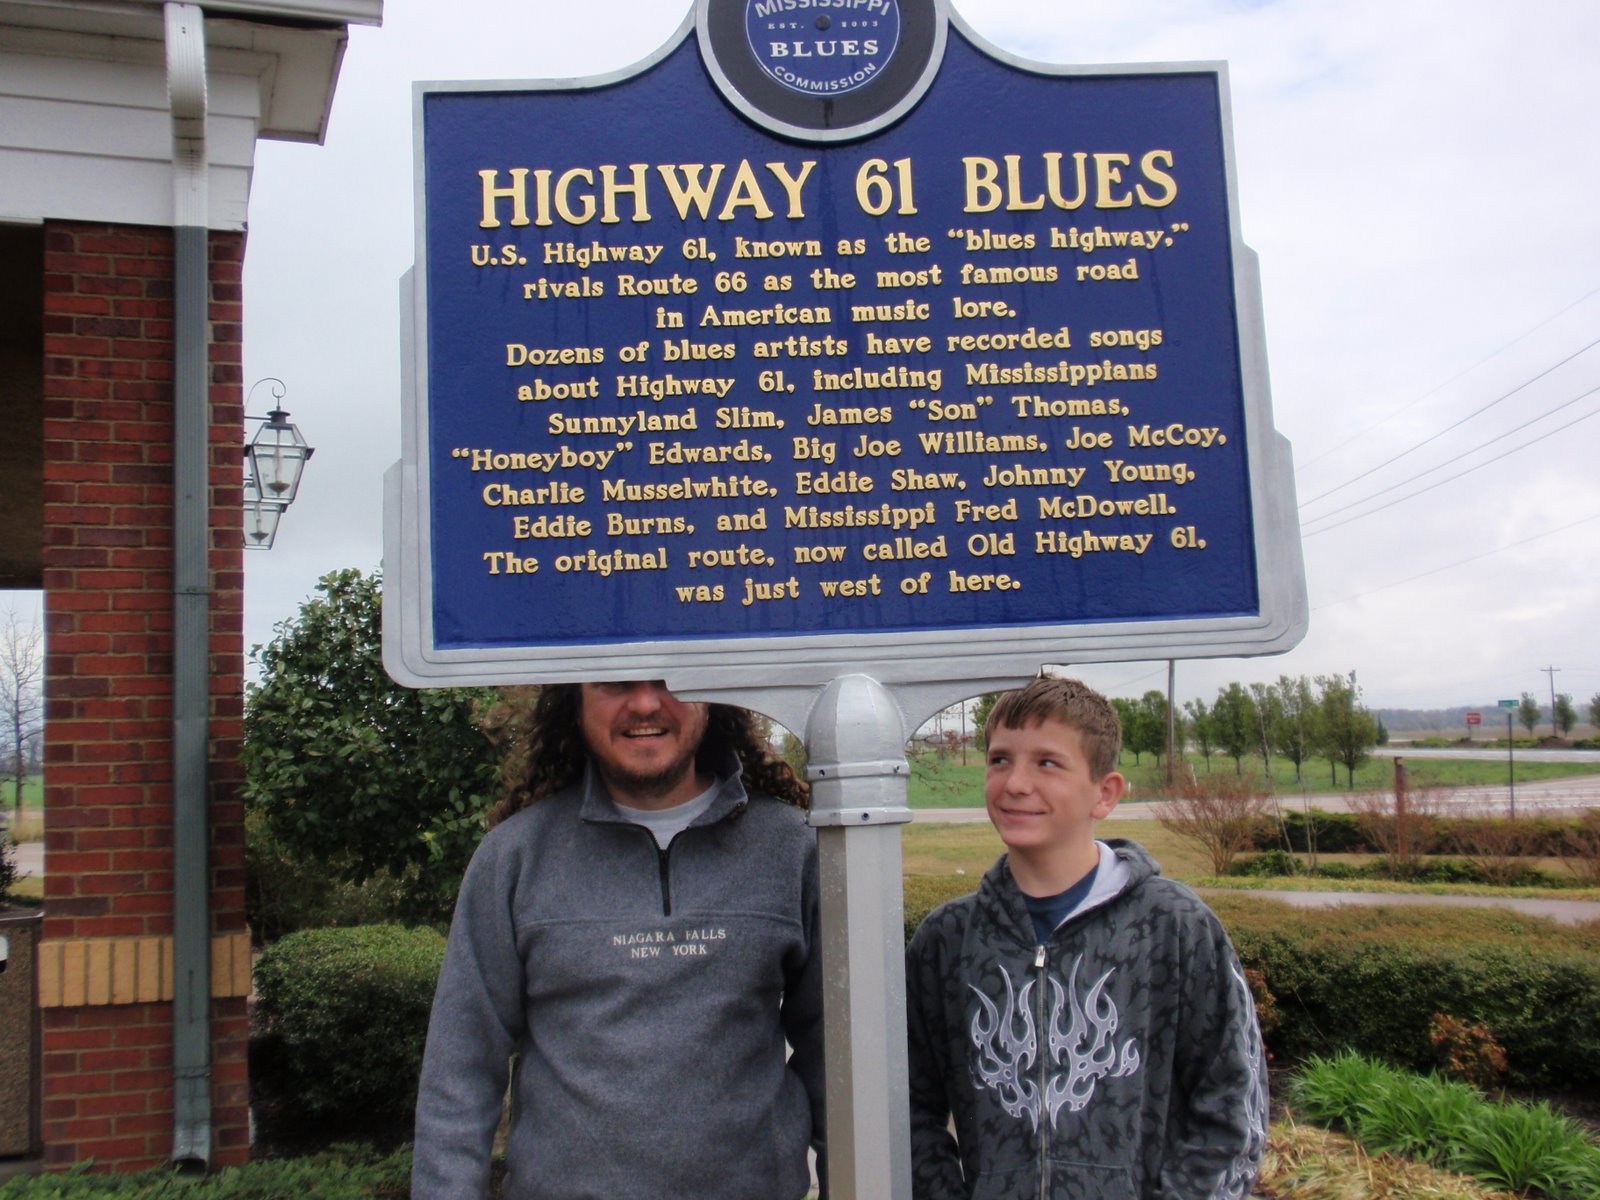 MISSISSIPPI
EST. 2003
BLUES
COMMISSION
HIGHWAY 61 BLUES
U.S. Highway 61, known as the “blues highway,”
rivals Route 66 as the most famous road
in American music lore.
Dozens of blues artists have recorded songs
about Highway 61, including Mississippians
Sunnyland Slim, James “Son” Thomas,
“Honeyboy” Edwards, Big Joe Williams, Joe McCoy,
Charlie Musselwhite, Eddie Shaw, Johnny Young,
Eddie Burns, and Mississippi Fred McDowell.
The original route, now called Old Highway 61,
was just west of here.
NIAGARA FALLS
NEW YORK